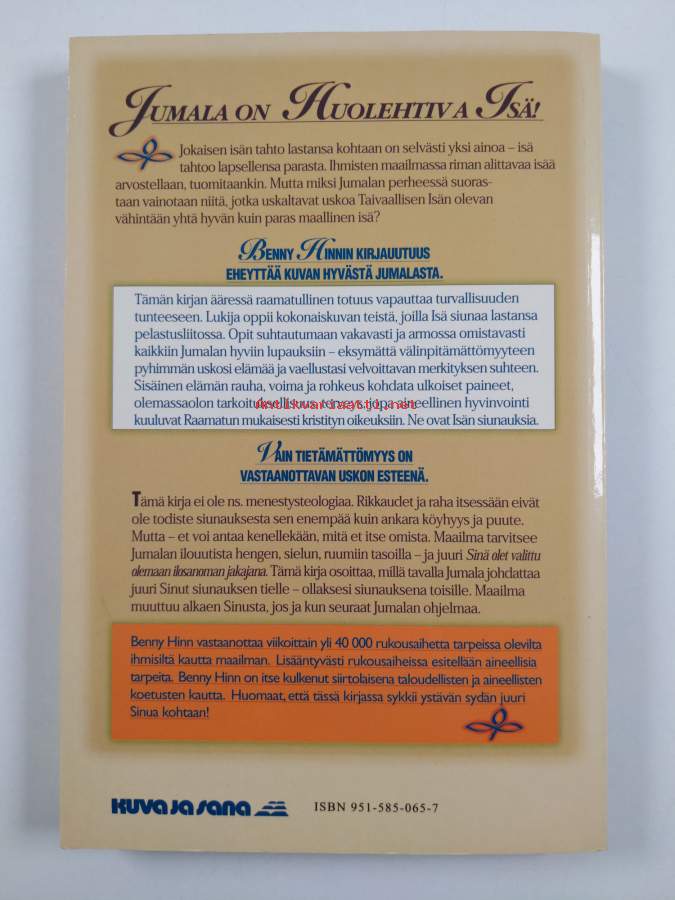 JUMALA ON HUOLEHTIVA ISÄ!
Jokaisen isän tahto lastansa kohtaan on selvästi yksi ainoa – isä
tahtoo lapsellensa parasta. Ihmisten maailmassa riman alittavaa isää
arvostellaan, tuomitaankin. Mutta miksi Jumalan perheessä suoras-
taan vainotaan niitä, jotka uskaltavat uskoa Taivaallisen Isän olevan
vähintään yhtä hyvän kuin paras maallinen isä?
BENNY HINNIN KIRJAUUTUUS
EHEYTTÄÄ KUVAN HYVÄSTÄ JUMALASTA.
Tämän kirjan ääressä raamatullinen totuus vapauttaa turvallisuuden
tunteeseen. Lukija oppii kokonaiskuvan teistä, joilla Isä siunaa lastansa
pelastusliitossa. Opit suhtautumaan vakavasti ja armossa omistavasti
kaikkiin Jumalan hyviin lupauksiin – eksymättä välinpitämättömyyteen
pyhimmän uskosi elämää ja vaellustasi velvoittavan merkityksen suhteen.
Sisäinen elämän rauha, voima ja rohkeus kohdata ulkoiset paineet,
olemassaolon tarkoituksellisuus, terveys, jopa aineellinen hyvinvointi
antikvariaatti.net
kuuluvat Raamatun mukaisesti kristityn oikeuksiin. Ne ovat Isän siunauksia.
VAIN TIETÄMÄTTÖMYYS ON
VASTAANOTTAVAN USKON ESTEENÄ.
Tämä kirja ei ole ns. menestysteologiaa. Rikkaudet ja raha itsessään eivät
ole todiste siunauksesta sen enempää kuin ankara köyhyys ja puute.
Mutta – et voi antaa kenellekään, mitä et itse omista. Maailma tarvitsee
Jumalan ilouutista hengen, sielun, ruumiin tasoilla – ja juuri Sinä olet valittu
olemaan ilosanoman jakajana. Tämä kirja osoittaa, millä tavalla Jumala johdattaa
juuri Sinut siunauksen tielle – ollaksesi siunauksena toisille. Maailma
muuttuu alkaen Sinusta, jos ja kun seuraat Jumalan ohjelmaa.
Benny Hinn vastaanottaa viikoittain yli 40 000 rukousaihetta tarpeissa olevilta
ihmisiltä kautta maailman. Lisääntyvästi rukousaiheissa esitellään aineellisia
tarpeita. Benny Hinn on itse kulkenut siirtolaisena taloudellisten ja aineellisten
koetusten kautta. Huomaat, että tässä kirjassa sykkii ystävän sydän juuri
Sinua kohtaan!
KUVA JA SANA
ISBN 951-585-065-7